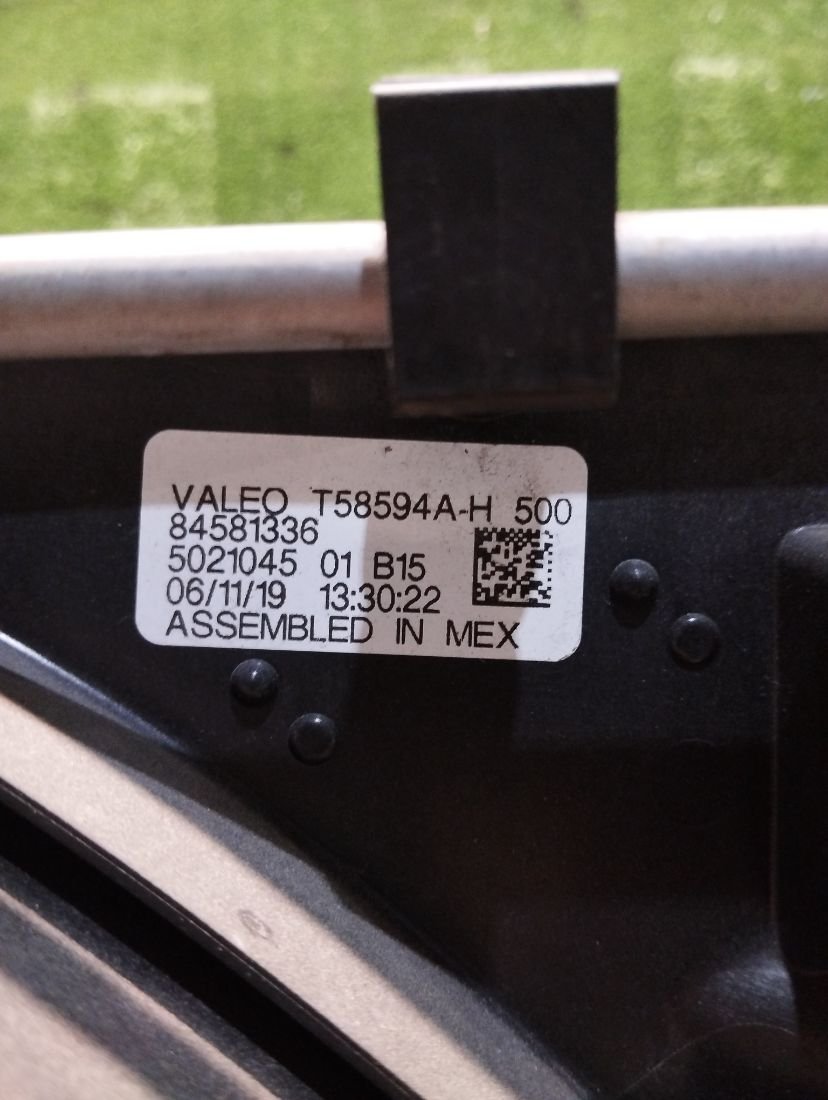 VALEO T58594A-H 500
84581336
5021045 01 B15
06/11/19 13:30:22
ASSEMBLED IN MEX